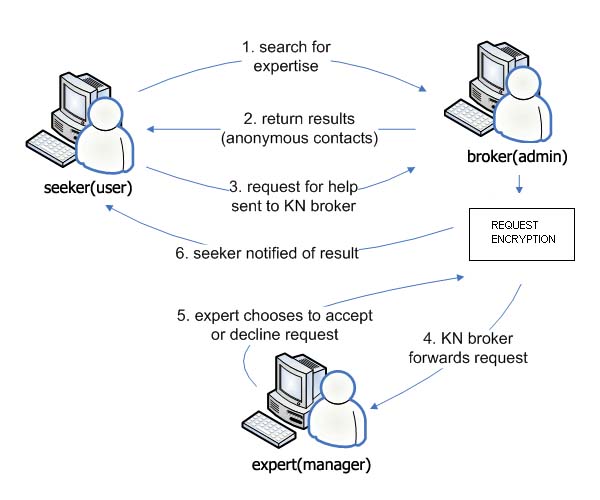 1. search for
expertise
2. return results
(anonymous contacts)
broker(admin)
seeker(user)
3. request for help
sent to KN broker
REQUEST
ENCRYPTION
6. seeker notified of result
5. expert chooses to accept
or decline request
4. KN broker
forwards request
expert(manager)